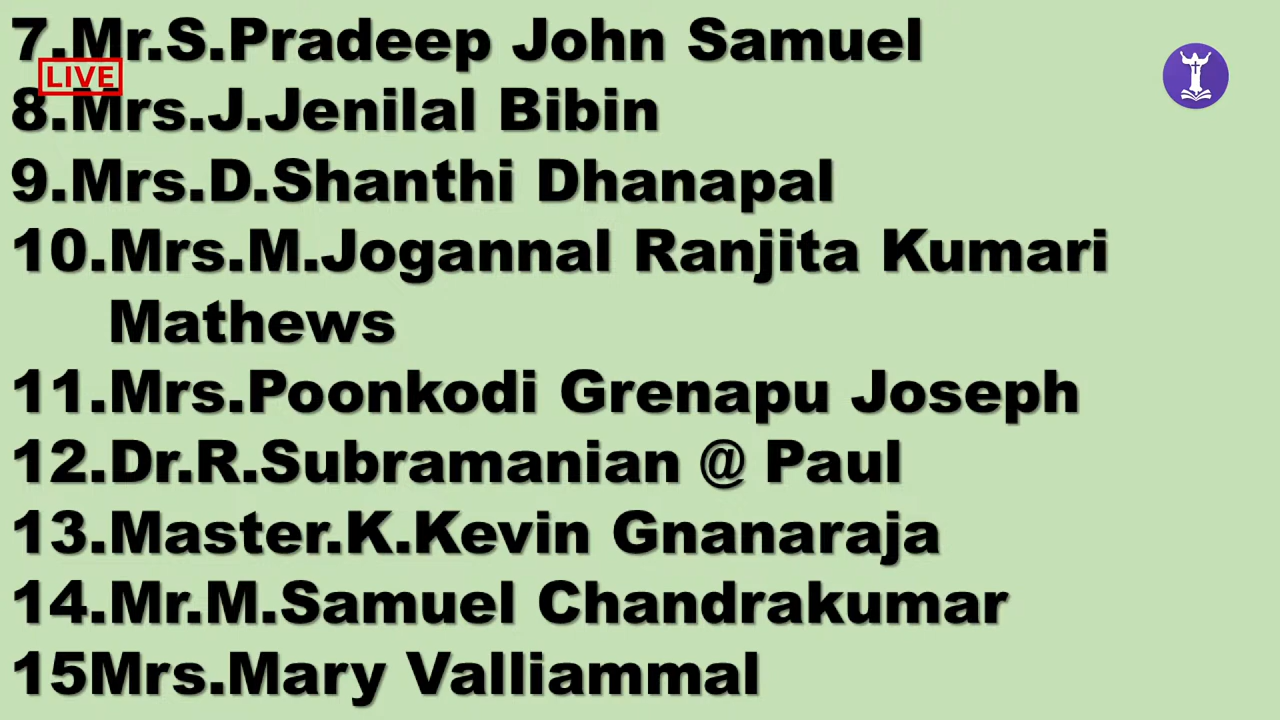 7.Mr.S.Pradeep John Samuel
LIVE
8.Mrs.J.Jenilal Bibin
9.Mrs.D.Shanthi Dhanapal
10.Mrs.M.Jogannal Ranjita Kumari
Mathews
11.Mrs.Poonkodi Grenapu Joseph
12.Dr.R.Subramanian @ Paul
13.Master.K.Kevin Gnanaraja
14.Mr.M.Samuel Chandrakumar
15Mrs.Mary Valliammal